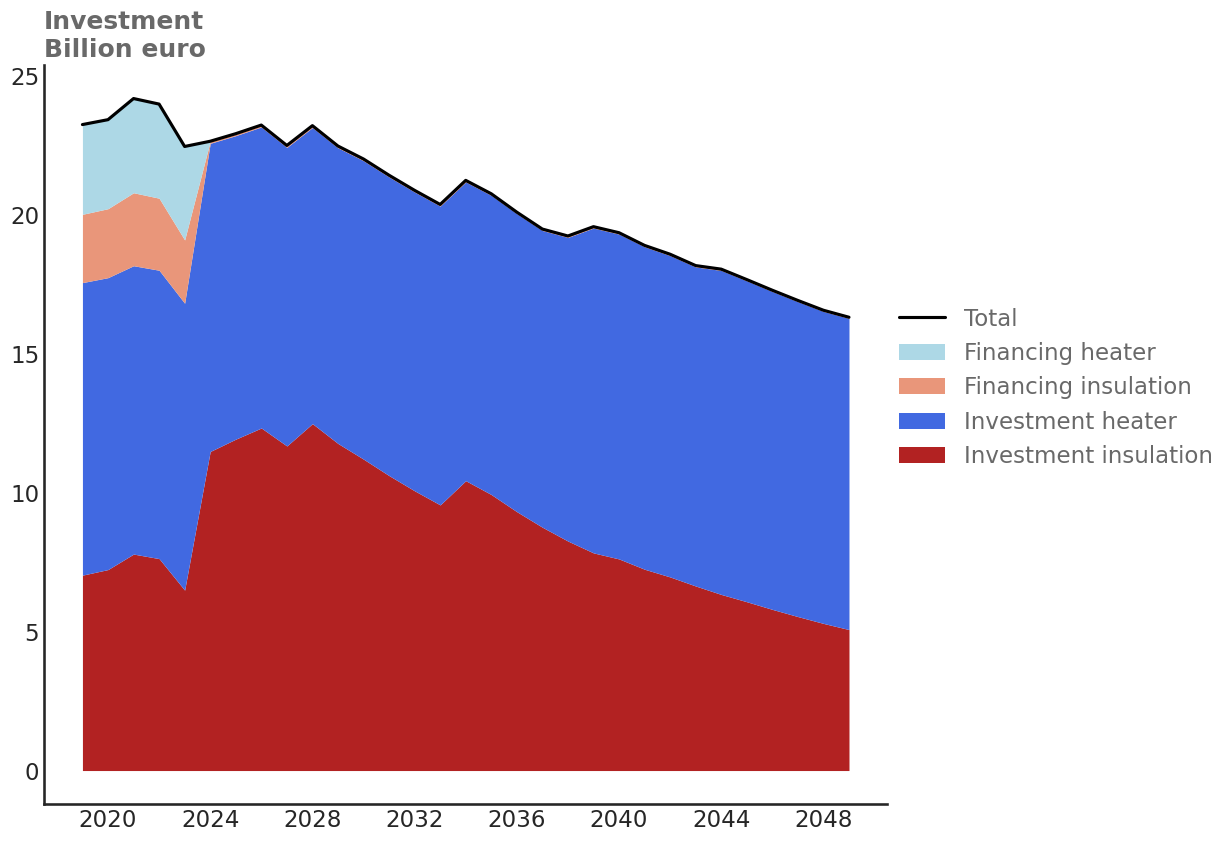 Investment
Billion euro
25
20
15
10
5
0
2020 2024 2028 2032 2036 2040 2044 2048
Total
Financing heater
Financing insulation
Investment heater
Investment insulation